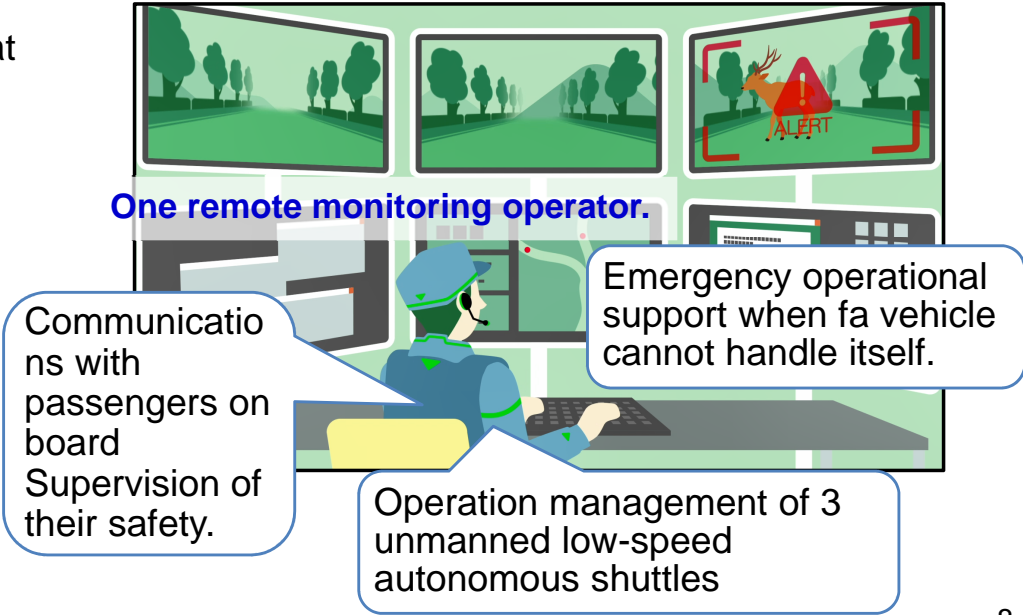 at
ALERT
One remote monitoring operator.
Emergency operational
support when fa vehicle
cannot handle itself.
Communicatio
ns with
passengers on
board
Supervision of
their safety.
Operation management of 3
unmanned low-speed
autonomous shuttles